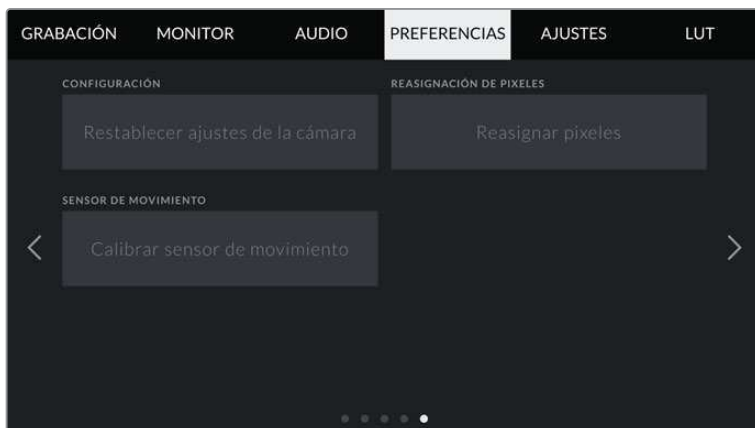 GRABACIÓN MONITOR AUDIO PREFERENCIAS AJUSTES LUT
CONFIGURACIÓN REASIGNACIÓN DE PIXELES
Restablecer ajustes de la cámara Reasignar pixeles
SENSOR DE MOVIMIENTO
Calibrar sensor de movimiento